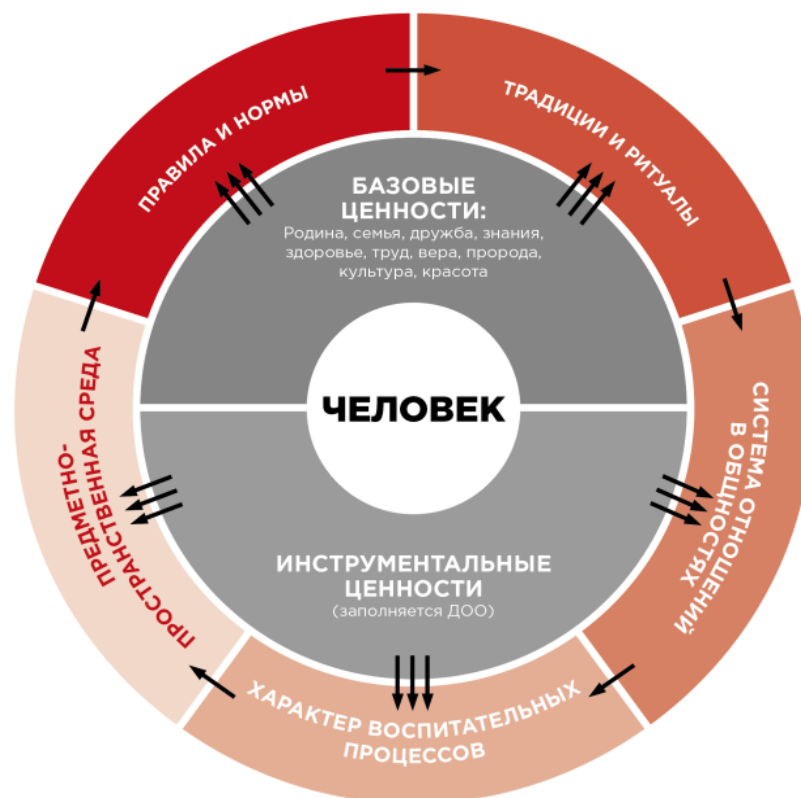 ПРАВИЛА И НОРМЫ
ТРАДИЦИИ И РИТУАЛЫ
БАЗОВЫЕ
ЦЕННОСТИ:
Родина, семья, дружба, знания,
здоровье, труд, вера, пророда,
культура, красота
ЧЕЛОВЕК
ПРЕДМЕТНО-
ПРОСТРАНСТВЕННАЯ СРЕДА
СИСТЕМА ОТНОШЕНИЙ
В ОБЩНОСТЯХ
ИНСТРУМЕНТАЛЬНЫЕ
ЦЕННОСТИ
(заполняется ДОО)
ХАРАКТЕР ВОСПИТАТЕЛЬНЫХ
ПРОЦЕССОВ